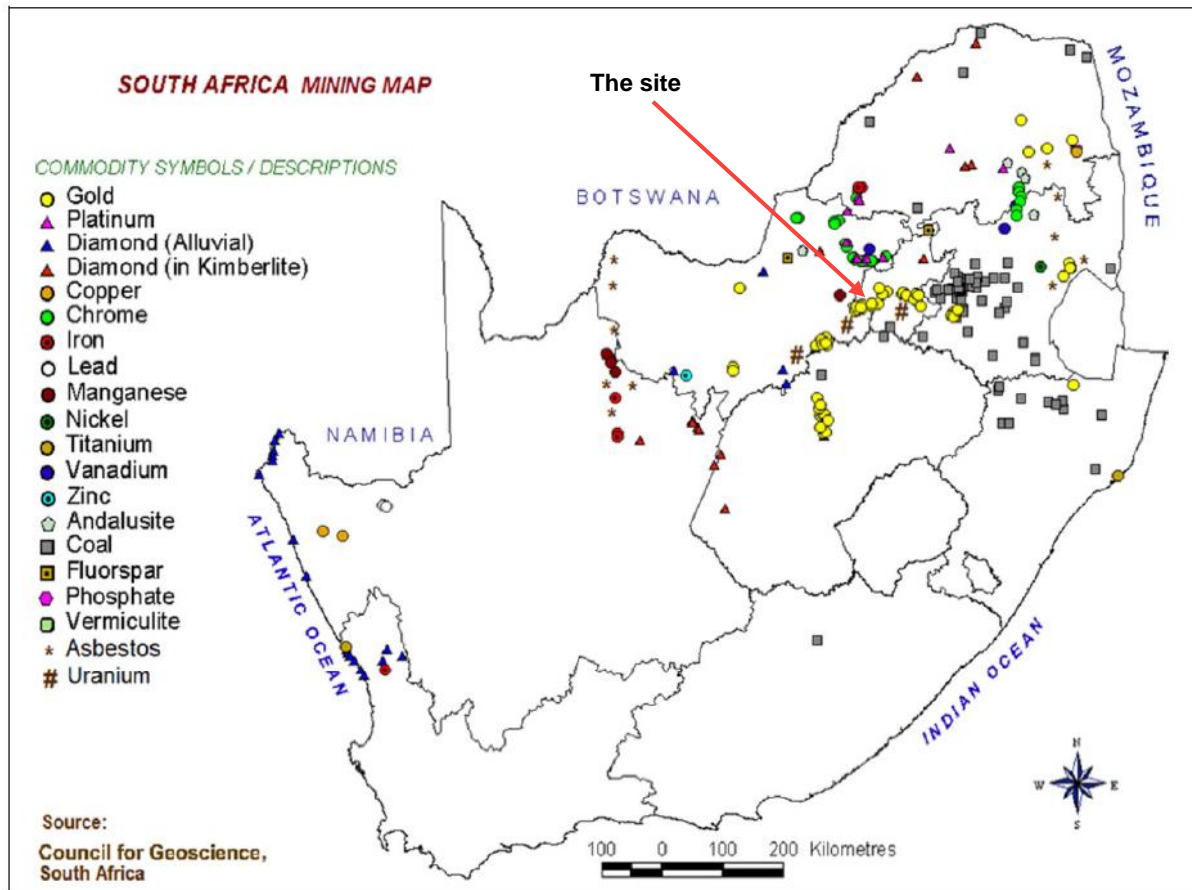 SOUTH AFRICA MINING MAP
The site
COMMODITY SYMBOLS / DESCRIPTIONS
Gold
Platinum
Diamond (Alluvial)
Diamond (in Kimberlite)
Copper
Chrome
Iron
Lead
Manganese
Nickel
Titanium
Vanadium
Zinc
Andalusite
Coal
Fluorspar
Phosphate
Vermiculite
Asbestos
# Uranium
BOTSWANA
MOZAMBIQUE
NAMIBIA
ATLANTIC OCEAN
INDIAN OCEAN
N
W E
S
Source:
Council for Geoscience,
South Africa
100 0 100 200 Kilometres